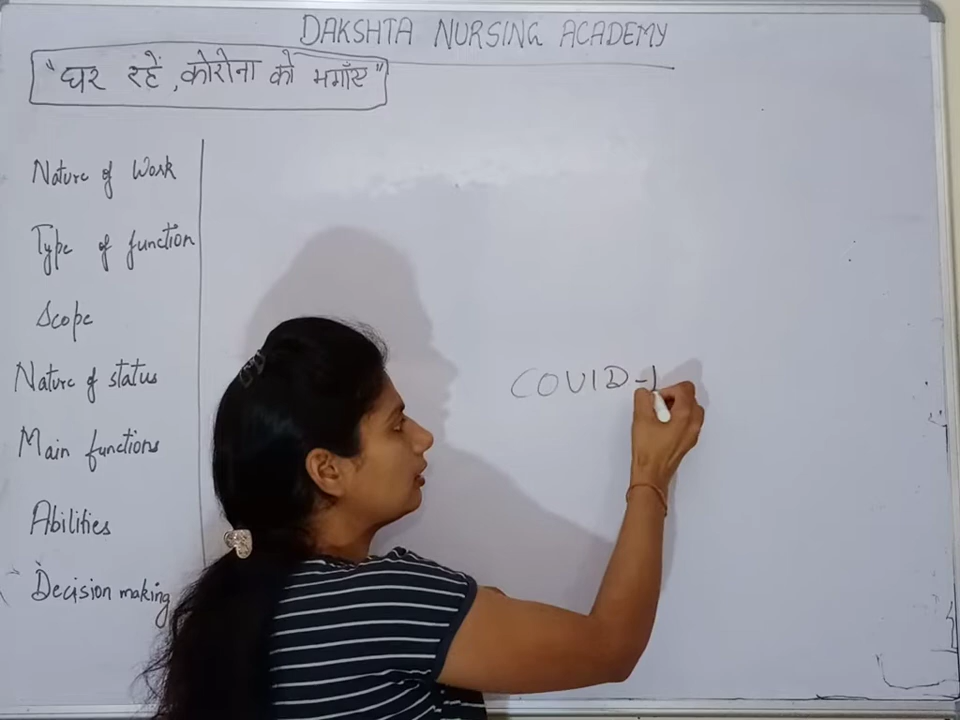 DAKSHTA NURSING ACADEMY
"घर रहें, कोरोना को भगाँए"
Nature of Work
Type of function
Scope
Nature of status
Main functions
Abilities
Decision making
COVID-1